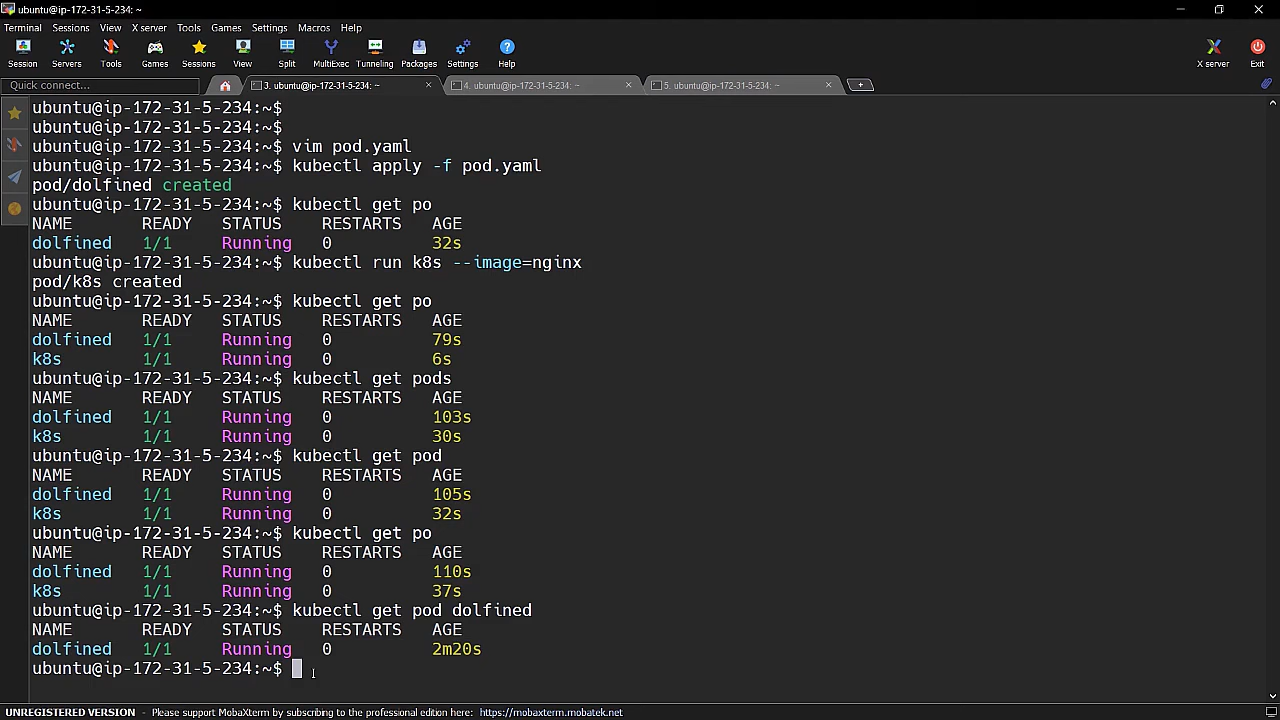 ubuntu@ip-172-31-5-234: ~
Terminal Sessions View X server Tools Games Settings Macros Help
Session Servers Tools Games Sessions View Split MultiExec Tunneling Packages Settings Help X server Exit
Quick connect... 3. ubuntu@ip-172-31-5-234: ~ 4. ubuntu@ip-172-31-5-234: ~ 5. ubuntu@ip-172-31-5-234: ~
ubuntu@ip-172-31-5-234:~$
ubuntu@ip-172-31-5-234:~$
ubuntu@ip-172-31-5-234:~$ vim pod.yaml
ubuntu@ip-172-31-5-234:~$ kubectl apply -f pod.yaml
pod/dolfined created
ubuntu@ip-172-31-5-234:~$ kubectl get po
NAME READY STATUS RESTARTS AGE
dolfined 1/1 Running 0 32s
ubuntu@ip-172-31-5-234:~$ kubectl run k8s --image=nginx
pod/k8s created
ubuntu@ip-172-31-5-234:~$ kubectl get po
NAME READY STATUS RESTARTS AGE
dolfined 1/1 Running 0 79s
k8s 1/1 Running 0 6s
ubuntu@ip-172-31-5-234:~$ kubectl get pods
NAME READY STATUS RESTARTS AGE
dolfined 1/1 Running 0 103s
k8s 1/1 Running 0 30s
ubuntu@ip-172-31-5-234:~$ kubectl get pod
NAME READY STATUS RESTARTS AGE
dolfined 1/1 Running 0 105s
k8s 1/1 Running 0 32s
ubuntu@ip-172-31-5-234:~$ kubectl get po
NAME READY STATUS RESTARTS AGE
dolfined 1/1 Running 0 110s
k8s 1/1 Running 0 37s
ubuntu@ip-172-31-5-234:~$ kubectl get pod dolfined
NAME READY STATUS RESTARTS AGE
dolfined 1/1 Running 0 2m20s
ubuntu@ip-172-31-5-234:~$
UNREGISTERED VERSION - Please support MobaXterm by subscribing to the professional edition here: https://mobaxterm.mobatek.net